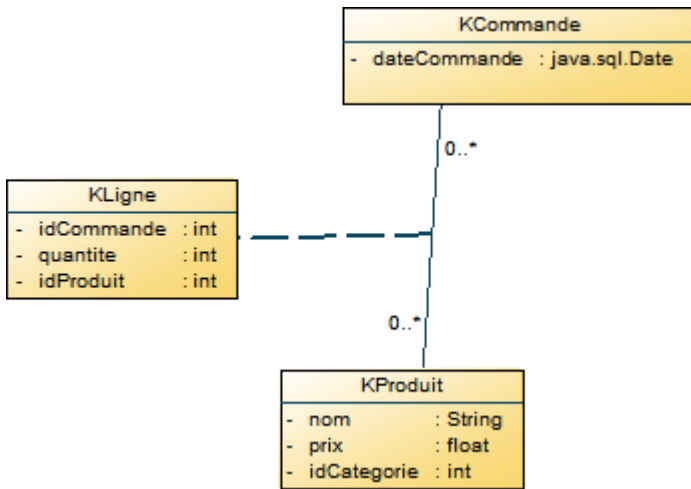 KCommande
- dateCommande : java.sql.Date
0..*
KLigne
- idCommande : int
- quantite : int
- idProduit : int
0..*
KProduit
- nom : String
- prix : float
- idCategorie : int